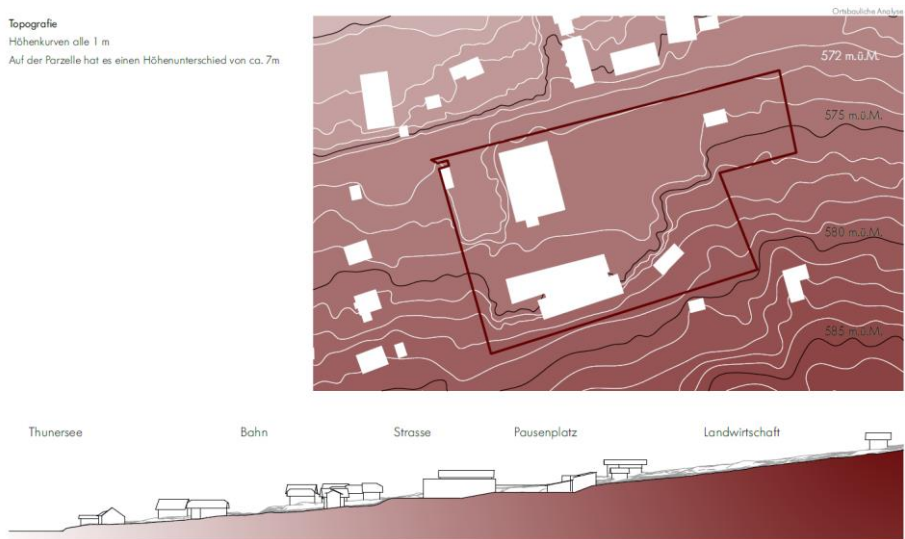 Ortsbauliche Analyse
Topografie
Höhenkurven alle 1 m
Auf der Parzelle hat es einen Höhenunterschied von ca. 7m
572 m.ü.M.
575 m.ü.M.
580 m.ü.M.
585 m.ü.M.
Thunersee
Bahn
Strasse
Pausenplatz
Landwirtschaft